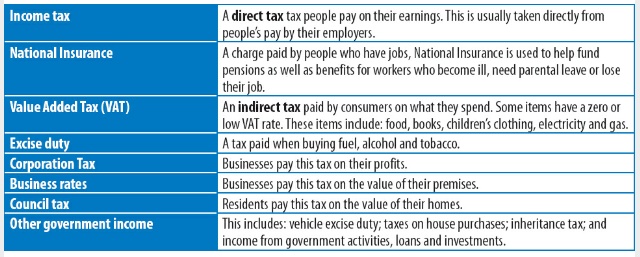 Income tax
A direct tax tax people pay on their earnings. This is usually taken directly from
people's pay by their employers.
National Insurance
A charge paid by people who have jobs, National Insurance is used to help fund
pensions as well as benefits for workers who become ill, need parental leave or lose
their job.
Value Added Tax (VAT)
An indirect tax paid by consumers on what they spend. Some items have a zero or
low VAT rate. These items include: food, books, children's clothing, electricity and gas.
Excise duty
A tax paid when buying fuel, alcohol and tobacco.
Corporation Tax
Businesses pay this tax on their profits.
Business rates
Businesses pay this tax on the value of their premises.
Council tax
Residents pay this tax on the value of their homes.
Other government income
This includes: vehicle excise duty; taxes on house purchases; inheritance tax; and
income from government activities, loans and investments.